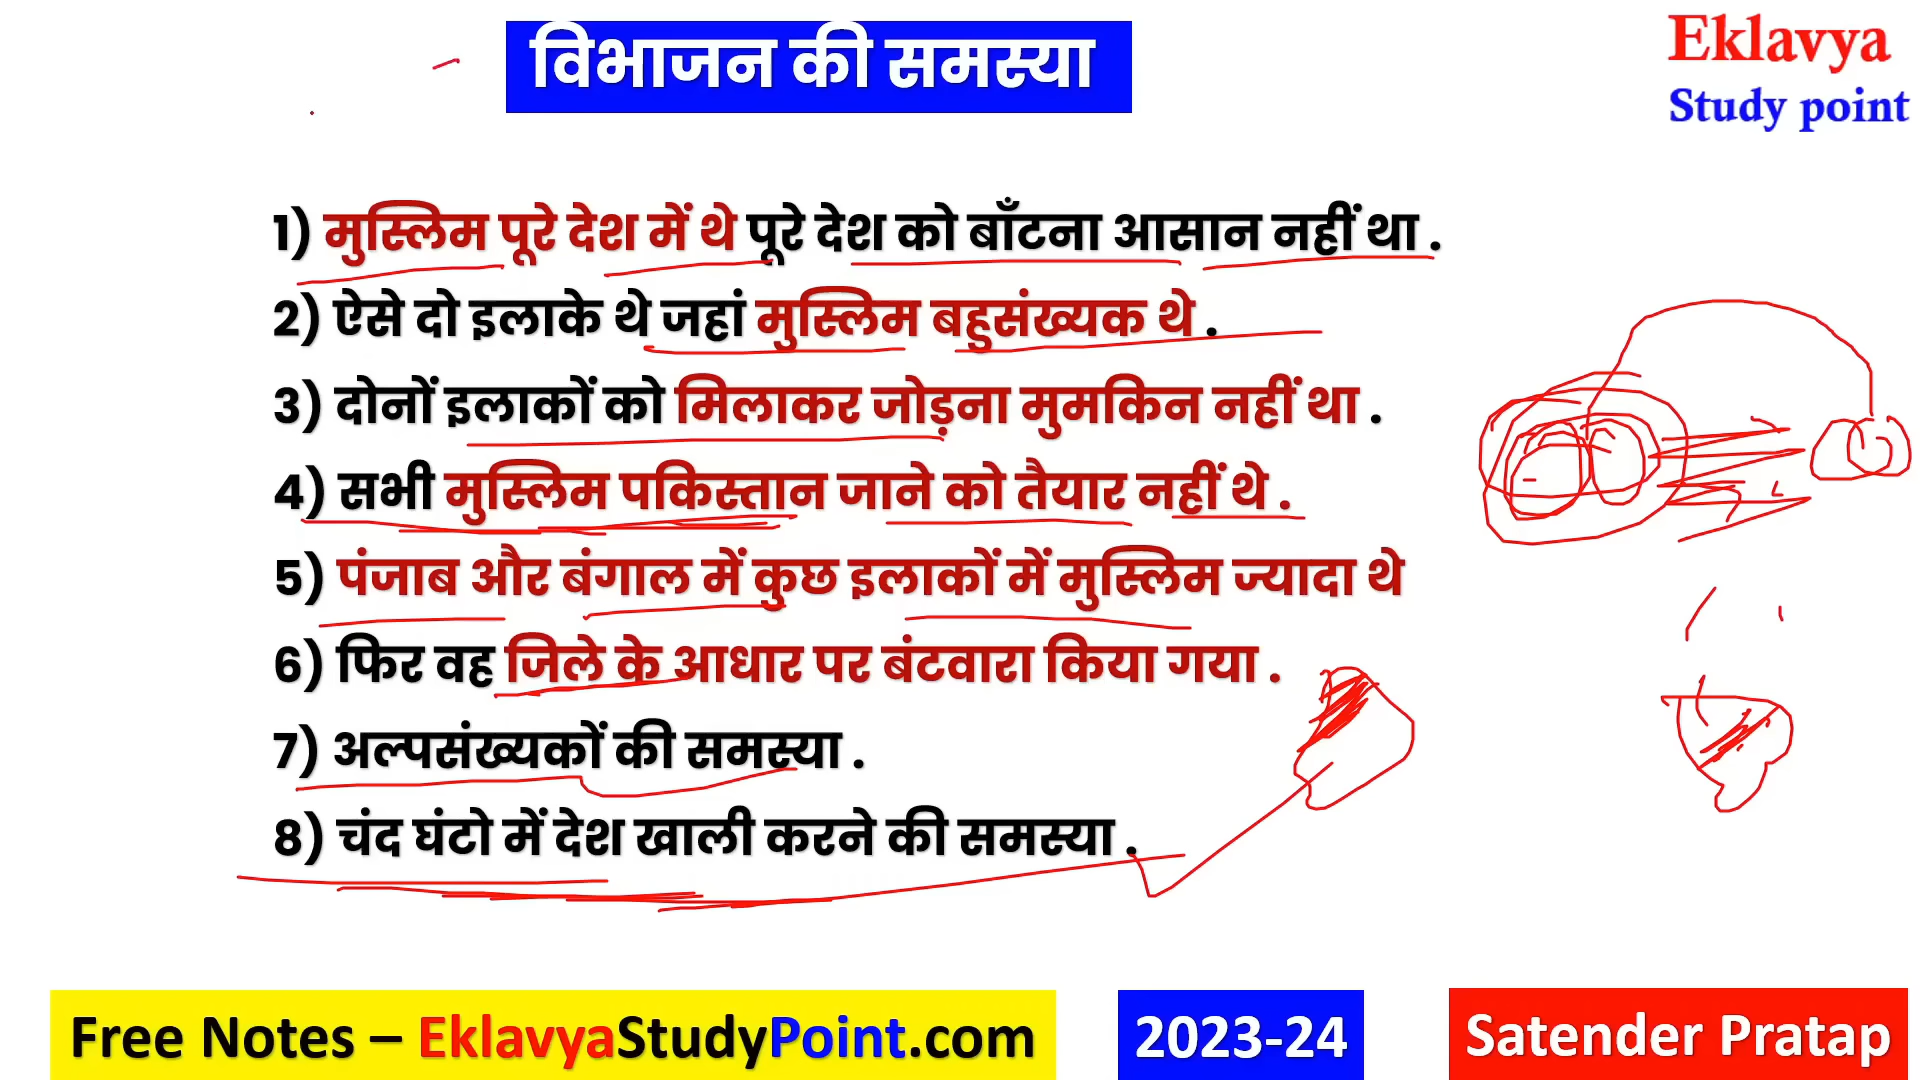 विभाजन की समस्या
Eklavya
Study point
1) मुस्लिम पूरे देश में थे पूरे देश को बाँटना आसान नहीं था .
2) ऐसे दो इलाके थे जहां मुस्लिम बहुसंख्यक थे .
3) दोनों इलाकों को मिलाकर जोड़ना मुमकिन नहीं था .
4) सभी मुस्लिम पकिस्तान जाने को तैयार नहीं थे .
5) पंजाब और बंगाल में कुछ इलाकों में मुस्लिम ज्यादा थे
6) फिर वह जिले के आधार पर बंटवारा किया गया .
7) अल्पसंख्यकों की समस्या .
8) चंद घंटो में देश खाली करने की समस्या .
Free Notes – EklavyaStudyPoint.com
2023-24
Satender Pratap